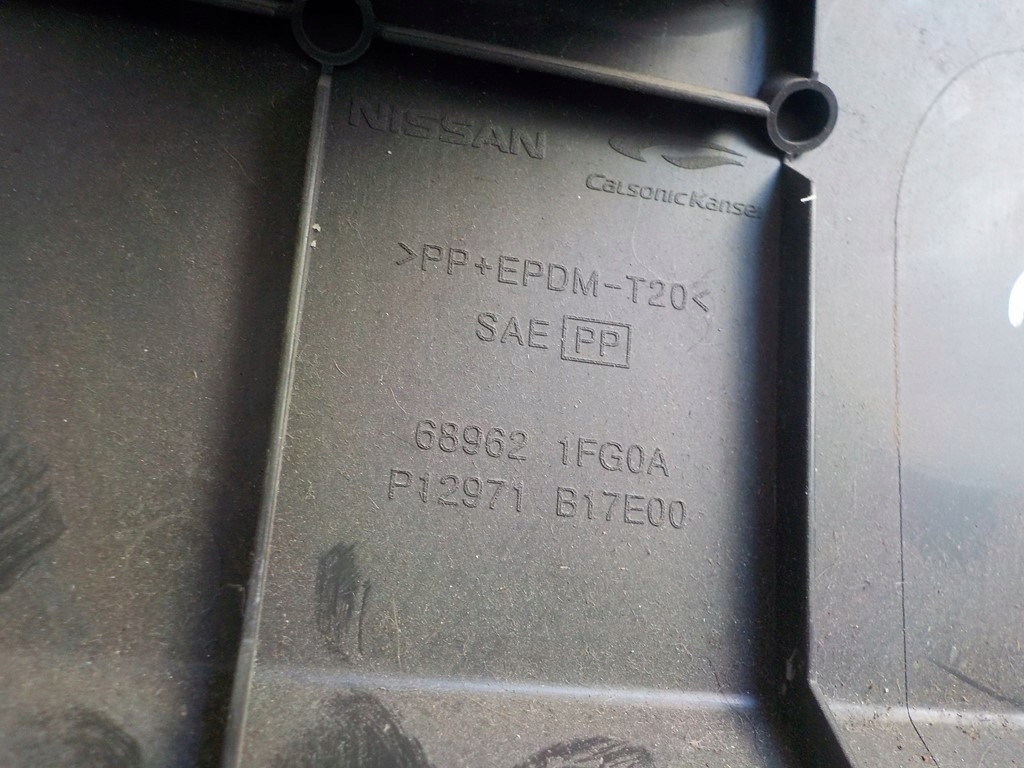 NISSAN
CalsonicKansei
>PP+EPDM-T20<
SAE PP
68962 1FG0A
P12971 B17E00